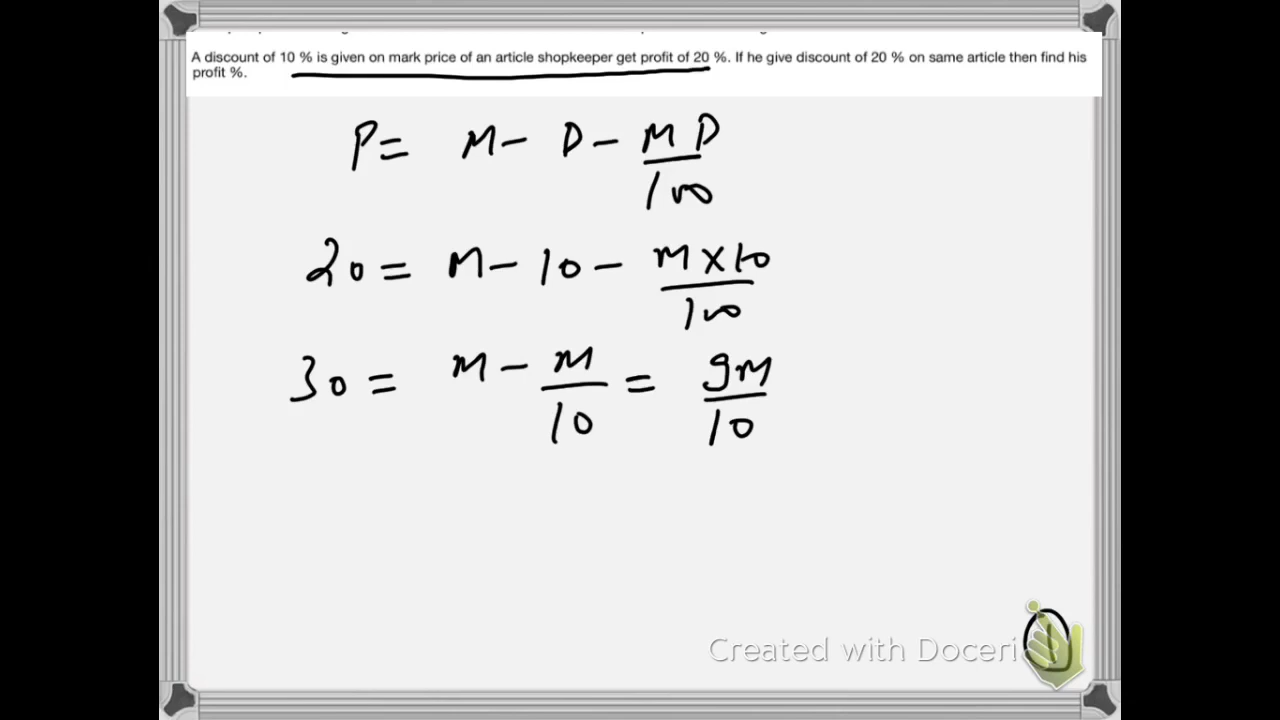 A discount of 10 % is given on mark price of an article shopkeeper get profit of 20 %. If he give discount of 20 % on same article then find his
profit %.
P= M- D- MD/100
20= M-10- M×10/100
30= M- M/10 = 9M/10
Created with Doceri